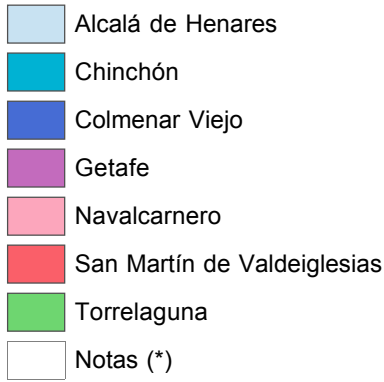 Alcalá de Henares
Chinchón
Colmenar Viejo
Getafe
Navalcarnero
San Martín de Valdeiglesias
Torrelaguna
Notas (*)